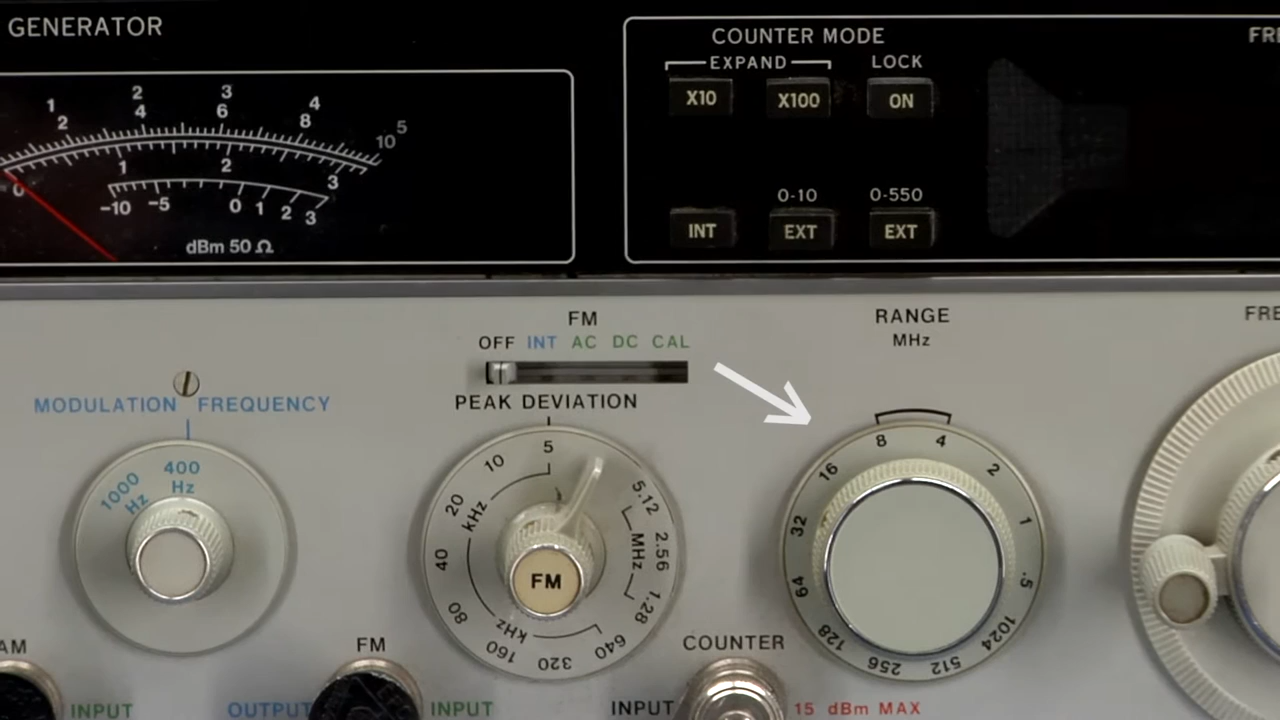 GENERATOR
COUNTER MODE
EXPAND
LOCK
X10
X100
ON
0-10
0-550
INT
EXT
EXT
1 2 3 4 5
2 4 6 8 10
0 1 2 3
-10 -5 0 1 2 3
dBm 50 Ω
FM
OFF INT AC DC CAL
PEAK DEVIATION
RANGE
MHz
MODULATION FREQUENCY
1000 Hz
400 Hz
5 10 20 40 80 160 320 640 1.28 2.56 5.12
kHz
kHz
MHz
FM
8 4 2 1 .5 1024 512 256 128 64 32 16
AM
INPUT
FM
OUTPUT
INPUT
COUNTER
INPUT
15 dBm MAX